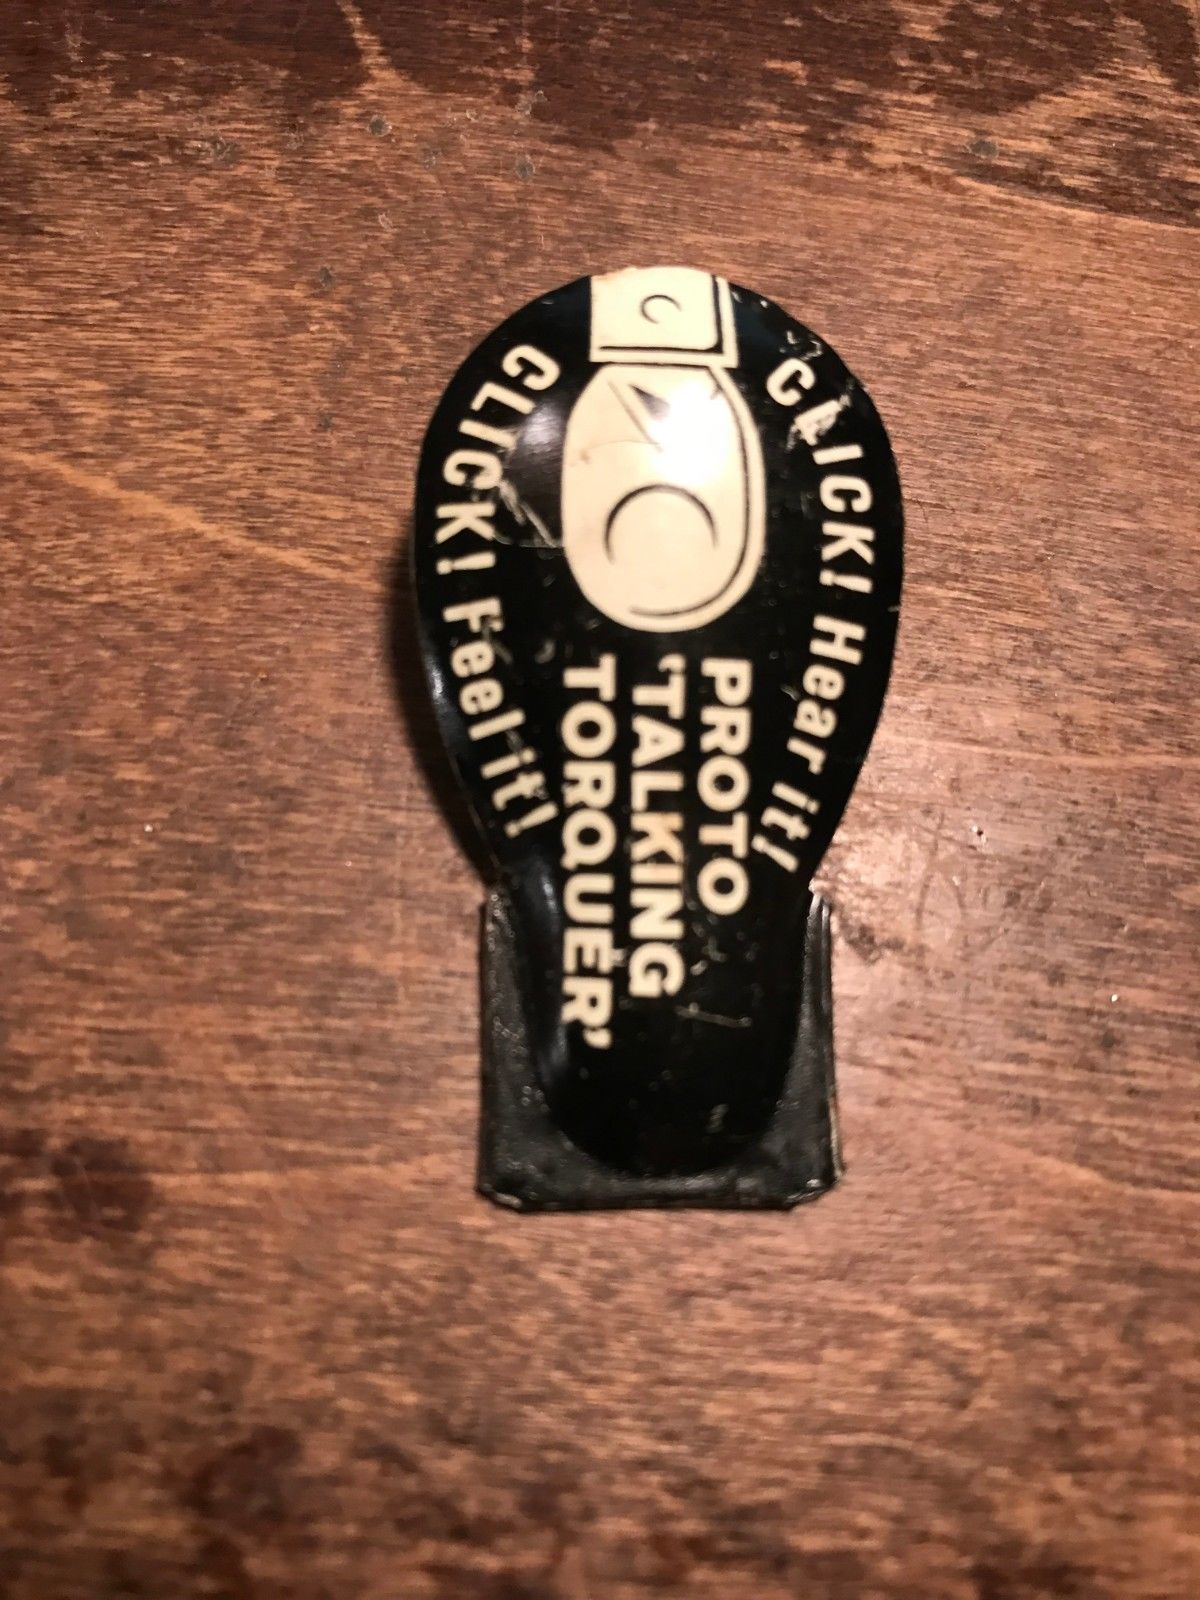 CLICK! Hear it!
PROTO
'TALKING
TORQUER'
CLICK! Feel it!